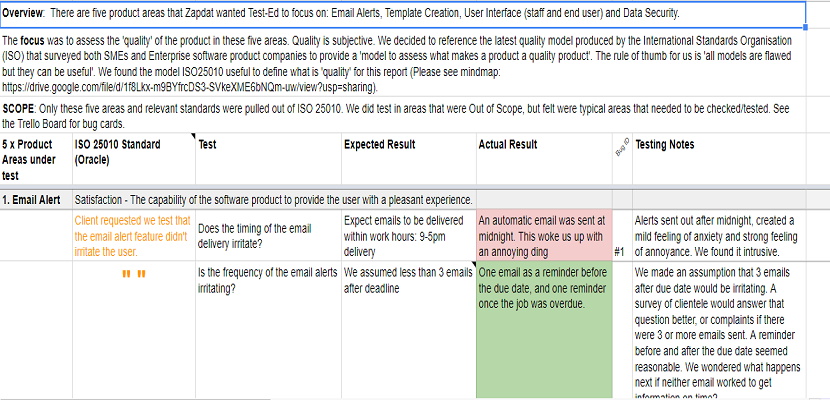 Overview: There are five product areas that Zapdat wanted Test-Ed to focus on: Email Alerts, Template Creation, User Interface (staff and end user) and Data Security.
The focus was to assess the 'quality' of the product in these five areas. Quality is subjective. We decided to reference the latest quality model produced by the International Standards Organisation
(ISO) that surveyed both SMEs and Enterprise software product companies to provide a 'model to assess what makes a product a quality product'. The rule of thumb for us is 'all models are flawed
but they can be useful'. We found the model ISO25010 useful to define what is 'quality' for this report (Please see mindmap:
https://drive.google.com/file/d/1f8Lkx-m9BYfrcDS3-SVkeXME6bNQm-uw/view?usp=sharing).
SCOPE: Only these five areas and relevant standards were pulled out of ISO 25010. We did test in areas that were Out of Scope, but felt were typical areas that needed to be checked/tested. See
the Trello Board for bug cards.
5 x Product
Areas under
test
ISO 25010 Standard
(Oracle)
Test
Expected Result
Actual Result
Bug ID
Testing Notes
1. Email Alert
Satisfaction - The capability of the software product to provide the user with a pleasant experience.
Client requested we test that
the email alert feature didn't
irritate the user.
Does the timing of the email
delivery irritate?
Expect emails to be delivered
within work hours: 9-5pm
delivery
An automatic email was sent at
midnight. This woke us up with
an annoying ding
#1
Alerts sent out after midnight, created a
mild feeling of anxiety and strong feeling
of annoyance. We found it intrusive.
" "
Is the frequency of the email alerts
irritating?
We assumed less than 3 emails
after deadline
One email as a reminder before
the due date, and one reminder
once the job was overdue.
We made an assumption that 3 emails
after due date would be irritating. A
survey of clientele would answer that
question better, or complaints if there
were 3 or more emails sent. A reminder
before and after the due date seemed
reasonable. We wondered what happens
next if neither email worked to get
information on time?